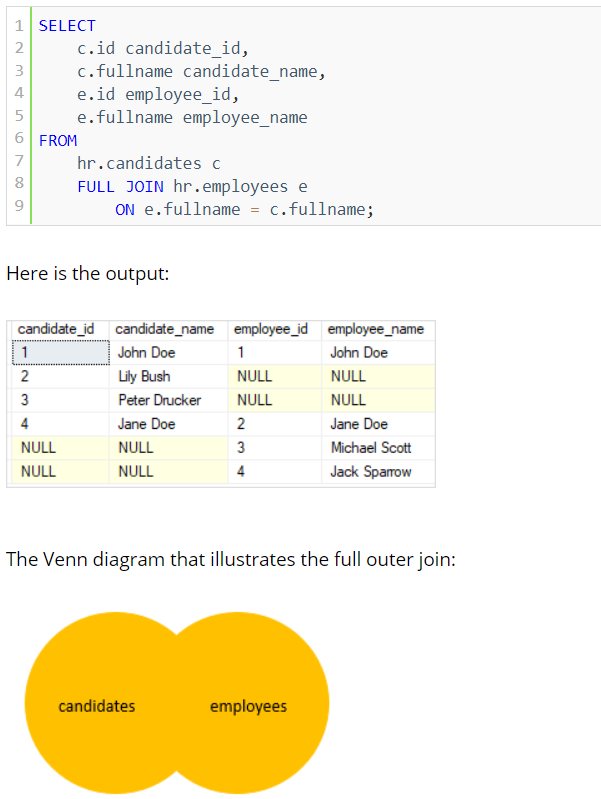 1 SELECT
2 c.id candidate_id,
3 c.fullname candidate_name,
4 e.id employee_id,
5 e.fullname employee_name
6 FROM
7 hr.candidates c
8 FULL JOIN hr.employees e
9 ON e.fullname = c.fullname;
Here is the output:
candidate_id candidate_name employee_id employee_name
1 John Doe 1 John Doe
2 Lily Bush NULL NULL
3 Peter Drucker NULL NULL
4 Jane Doe 2 Jane Doe
NULL NULL 3 Michael Scott
NULL NULL 4 Jack Sparrow
The Venn diagram that illustrates the full outer join:
candidates employees